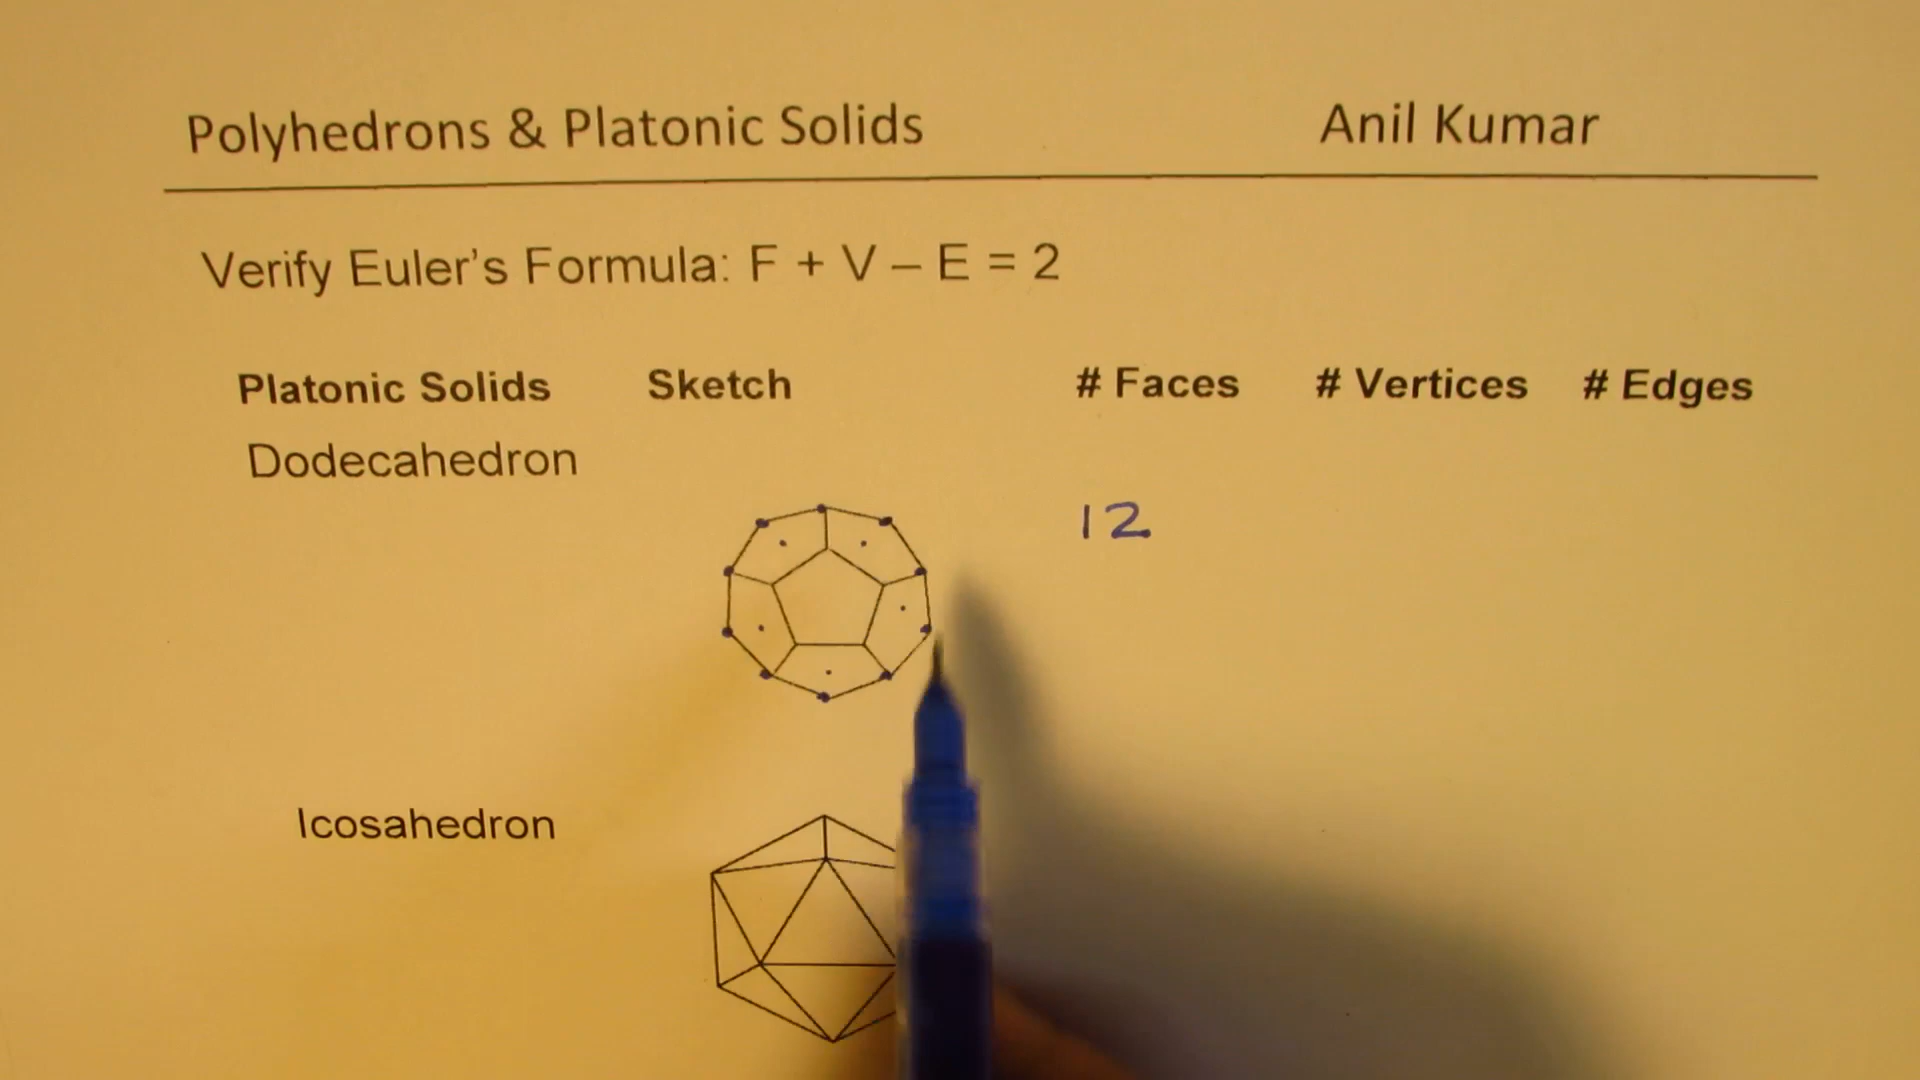 Polyhedrons & Platonic Solids Anil Kumar
Verify Euler's Formula: F + V – E = 2
Platonic Solids Sketch # Faces # Vertices # Edges
Dodecahedron
12
Icosahedron